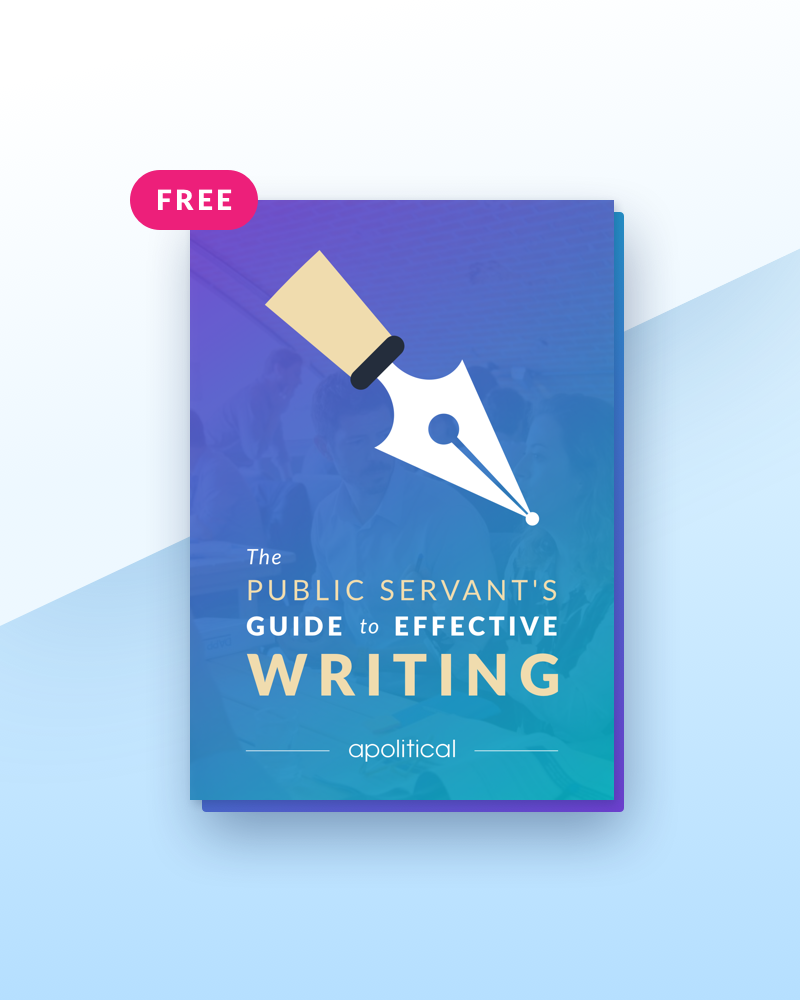 FREE
The
PUBLIC SERVANT'S
GUIDE to EFFECTIVE
WRITING
apolitical